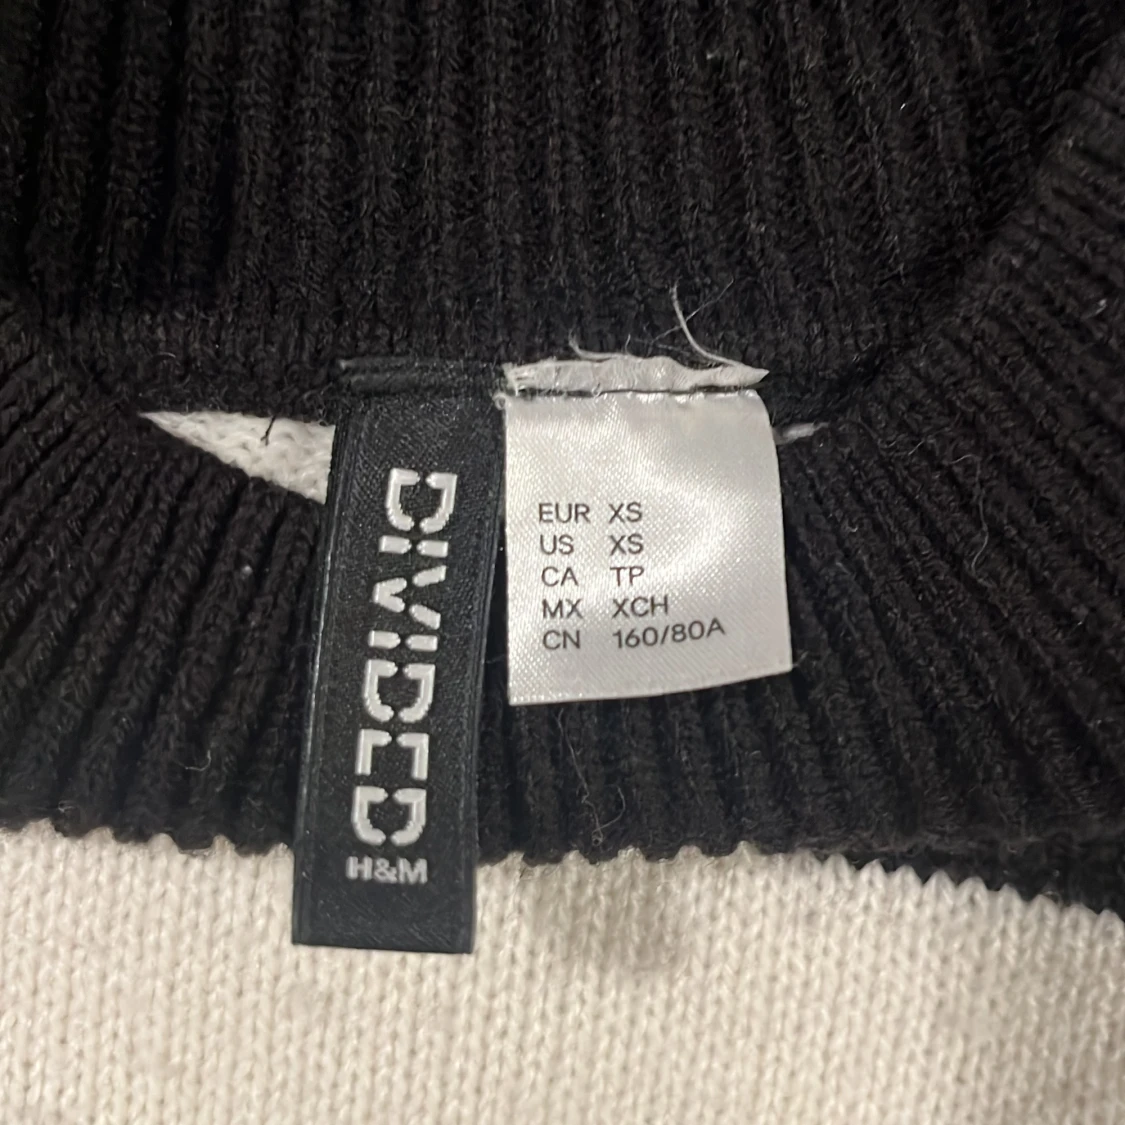 DIVIDED
H&M
EUR XS
US XS
CA TP
MX XCH
CN 160/80A